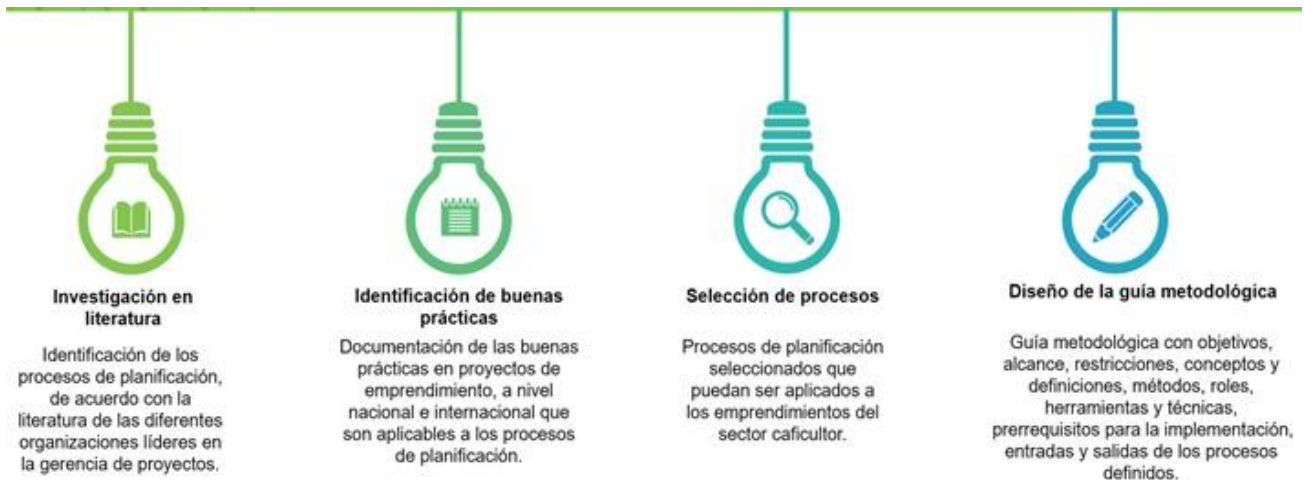 Investigación en
literatura
Identificación de los
procesos de planificación,
de acuerdo con la
literatura de las diferentes
organizaciones líderes en
la gerencia de proyectos.
Identificación de buenas
prácticas
Documentación de las buenas
prácticas en proyectos de
emprendimiento, a nivel
nacional e internacional que
son aplicables a los procesos
de planificación.
Selección de procesos
Procesos de planificación
seleccionados que
puedan ser aplicados a
los emprendimientos del
sector caficultor.
Diseño de la guía metodológica
Guía metodológica con objetivos,
alcance, restricciones, conceptos y
definiciones, métodos, roles,
herramientas y técnicas,
prerrequisitos para la implementación,
entradas y salidas de los procesos
definidos.